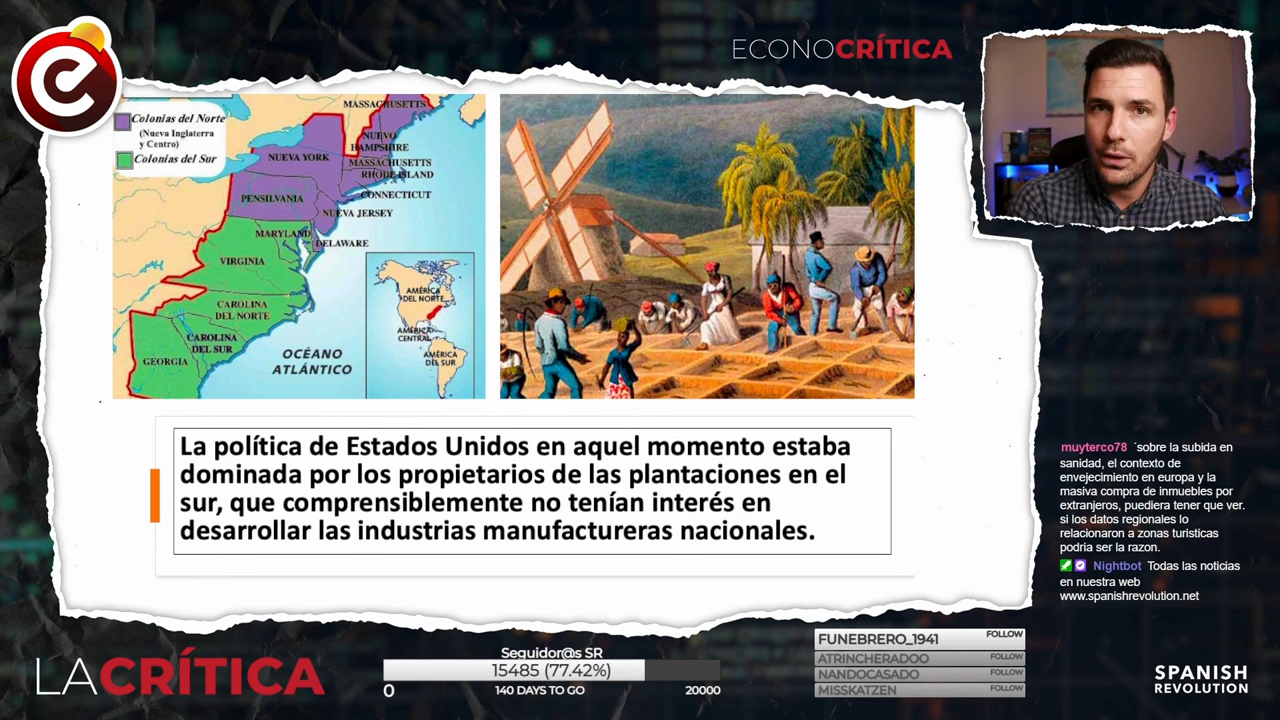 ECONOCRÍTICA
Colonias del Norte
(Nueva Inglaterra
y Centro)
Colonias del Sur
MASSACHUSETTS
NUEVO
HAMPSHIRE
NUEVA YORK
MASSACHUSETTS
RHODE ISLAND
PENSILVANIA
CONNECTICUT
NUEVA JERSEY
MARYLAND
DELAWARE
VIRGINIA
CAROLINA
DEL NORTE
CAROLINA
DEL SUR
GEORGIA
OCÉANO
ATLÁNTICO
AMÉRICA
DEL NORTE
AMÉRICA
CENTRAL
AMÉRICA
DEL SUR
La política de Estados Unidos en aquel momento estaba
dominada por los propietarios de las plantaciones en el
sur, que comprensiblemente no tenían interés en
desarrollar las industrias manufactureras nacionales.
muyterco78 ´sobre la subida en
sanidad, el contexto de
envejecimiento en europa y la
masiva compra de inmuebles por
extranjeros, pudiera tener que ver.
si los datos regionales lo
relacionaron a zonas turisticas
podria ser la razon.
Nightbot Todas las noticias
en nuestra web
www.spanishrevolution.net
LACRÍTICA
Seguidor@s SR
15485 (77.42%)
0 140 DAYS TO GO 20000
FUNEBRERO_1941 FOLLOW
ATRINCHERADOO FOLLOW
NANDOCASADO FOLLOW
MISSKATZEN FOLLOW
SPANISH
REVOLUTION